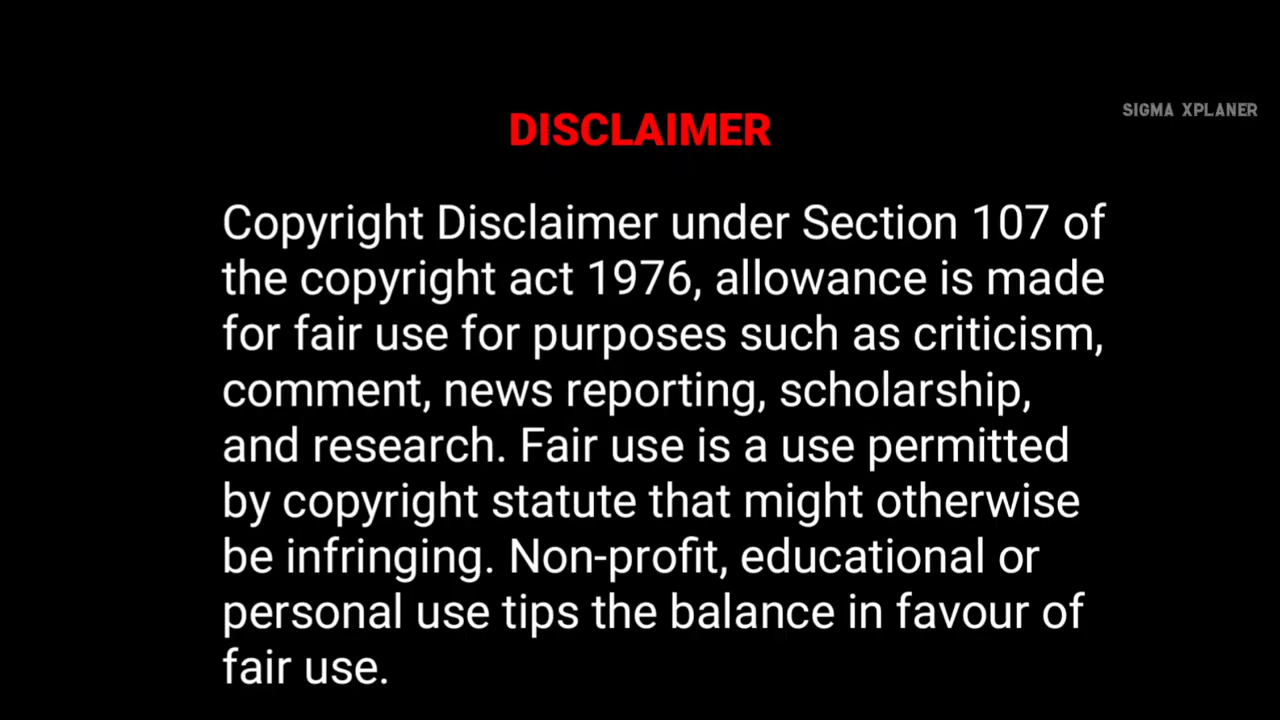 SIGMA XPLANER
DISCLAIMER
Copyright Disclaimer under Section 107 of
the copyright act 1976, allowance is made
for fair use for purposes such as criticism,
comment, news reporting, scholarship,
and research. Fair use is a use permitted
by copyright statute that might otherwise
be infringing. Non-profit, educational or
personal use tips the balance in favour of
fair use.